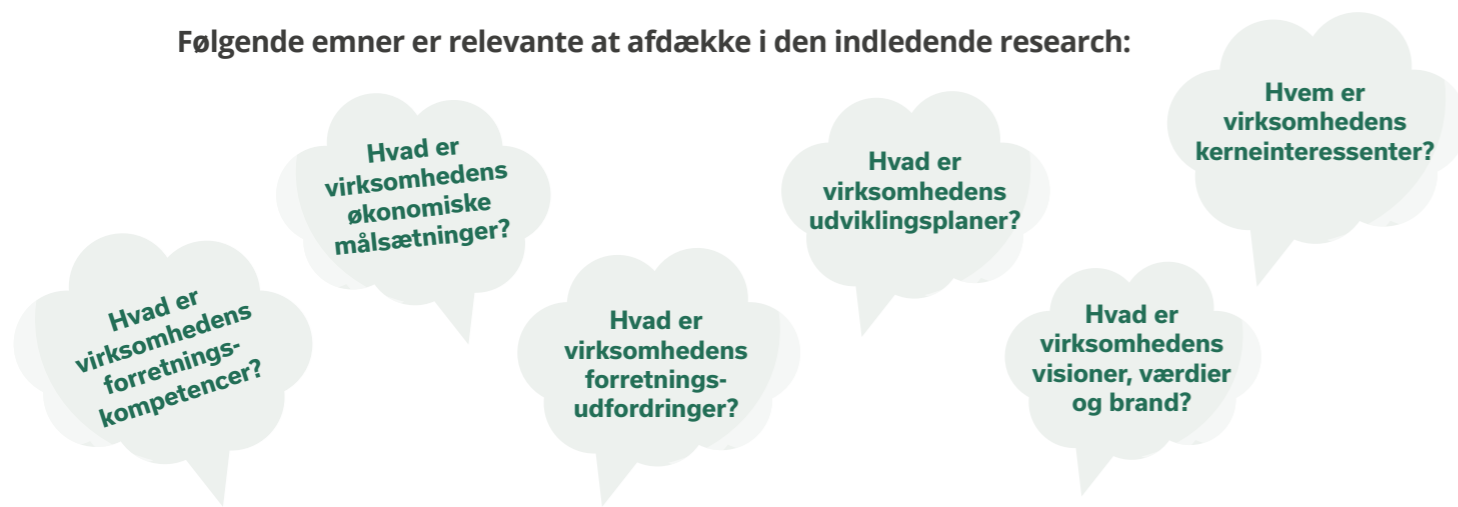 Følgende emner er relevante at afdække i den indledende research:
Hvad er
virksomhedens
forretnings-
kompetencer?
Hvad er
virksomhedens
økonomiske
målsætninger?
Hvad er
virksomhedens
forretnings-
udfordringer?
Hvad er
virksomhedens
udviklingsplaner?
Hvad er
virksomhedens
visioner, værdier
og brand?
Hvem er
virksomhedens
kerneinteressenter?